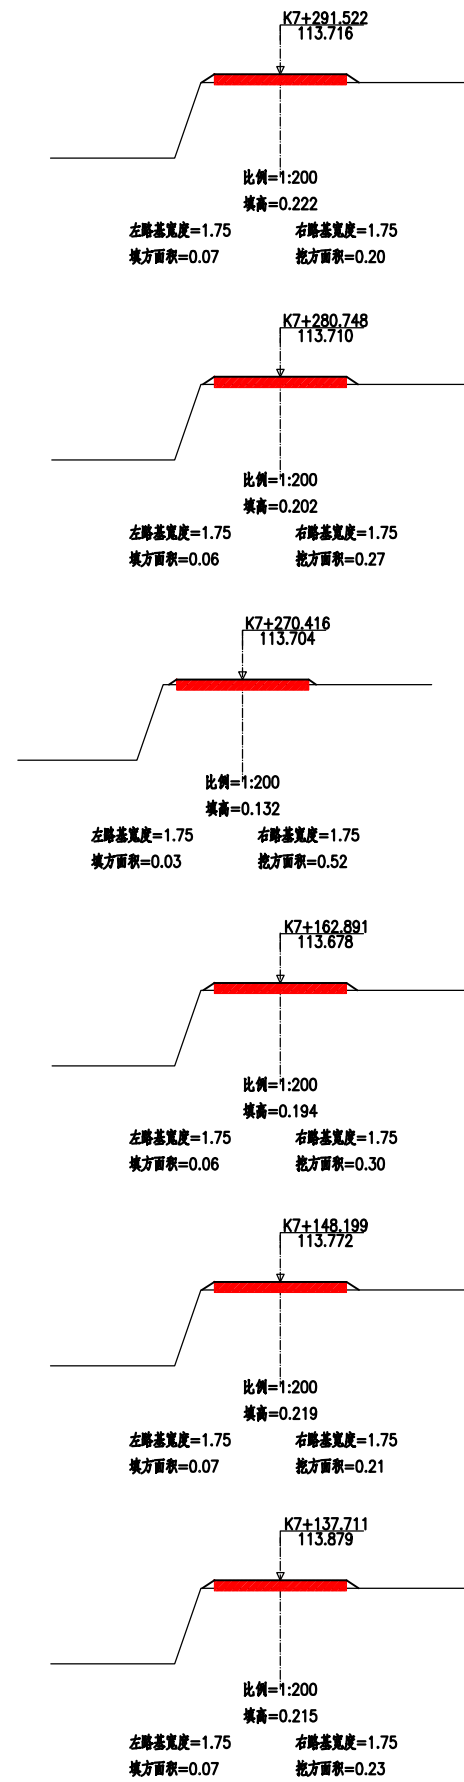 K7+291.522
113.716
比例=1:200
填高=0.222
左路基宽度=1.75 右路基宽度=1.75
填方面积=0.07 挖方面积=0.20
K7+280.748
113.710
比例=1:200
填高=0.202
左路基宽度=1.75 右路基宽度=1.75
填方面积=0.06 挖方面积=0.27
K7+270.416
113.704
比例=1:200
填高=0.132
左路基宽度=1.75 右路基宽度=1.75
填方面积=0.03 挖方面积=0.52
K7+162.891
113.678
比例=1:200
填高=0.194
左路基宽度=1.75 右路基宽度=1.75
填方面积=0.06 挖方面积=0.30
K7+148.199
113.772
比例=1:200
填高=0.219
左路基宽度=1.75 右路基宽度=1.75
填方面积=0.07 挖方面积=0.21
K7+137.711
113.879
比例=1:200
填高=0.215
左路基宽度=1.75 右路基宽度=1.75
填方面积=0.07 挖方面积=0.23